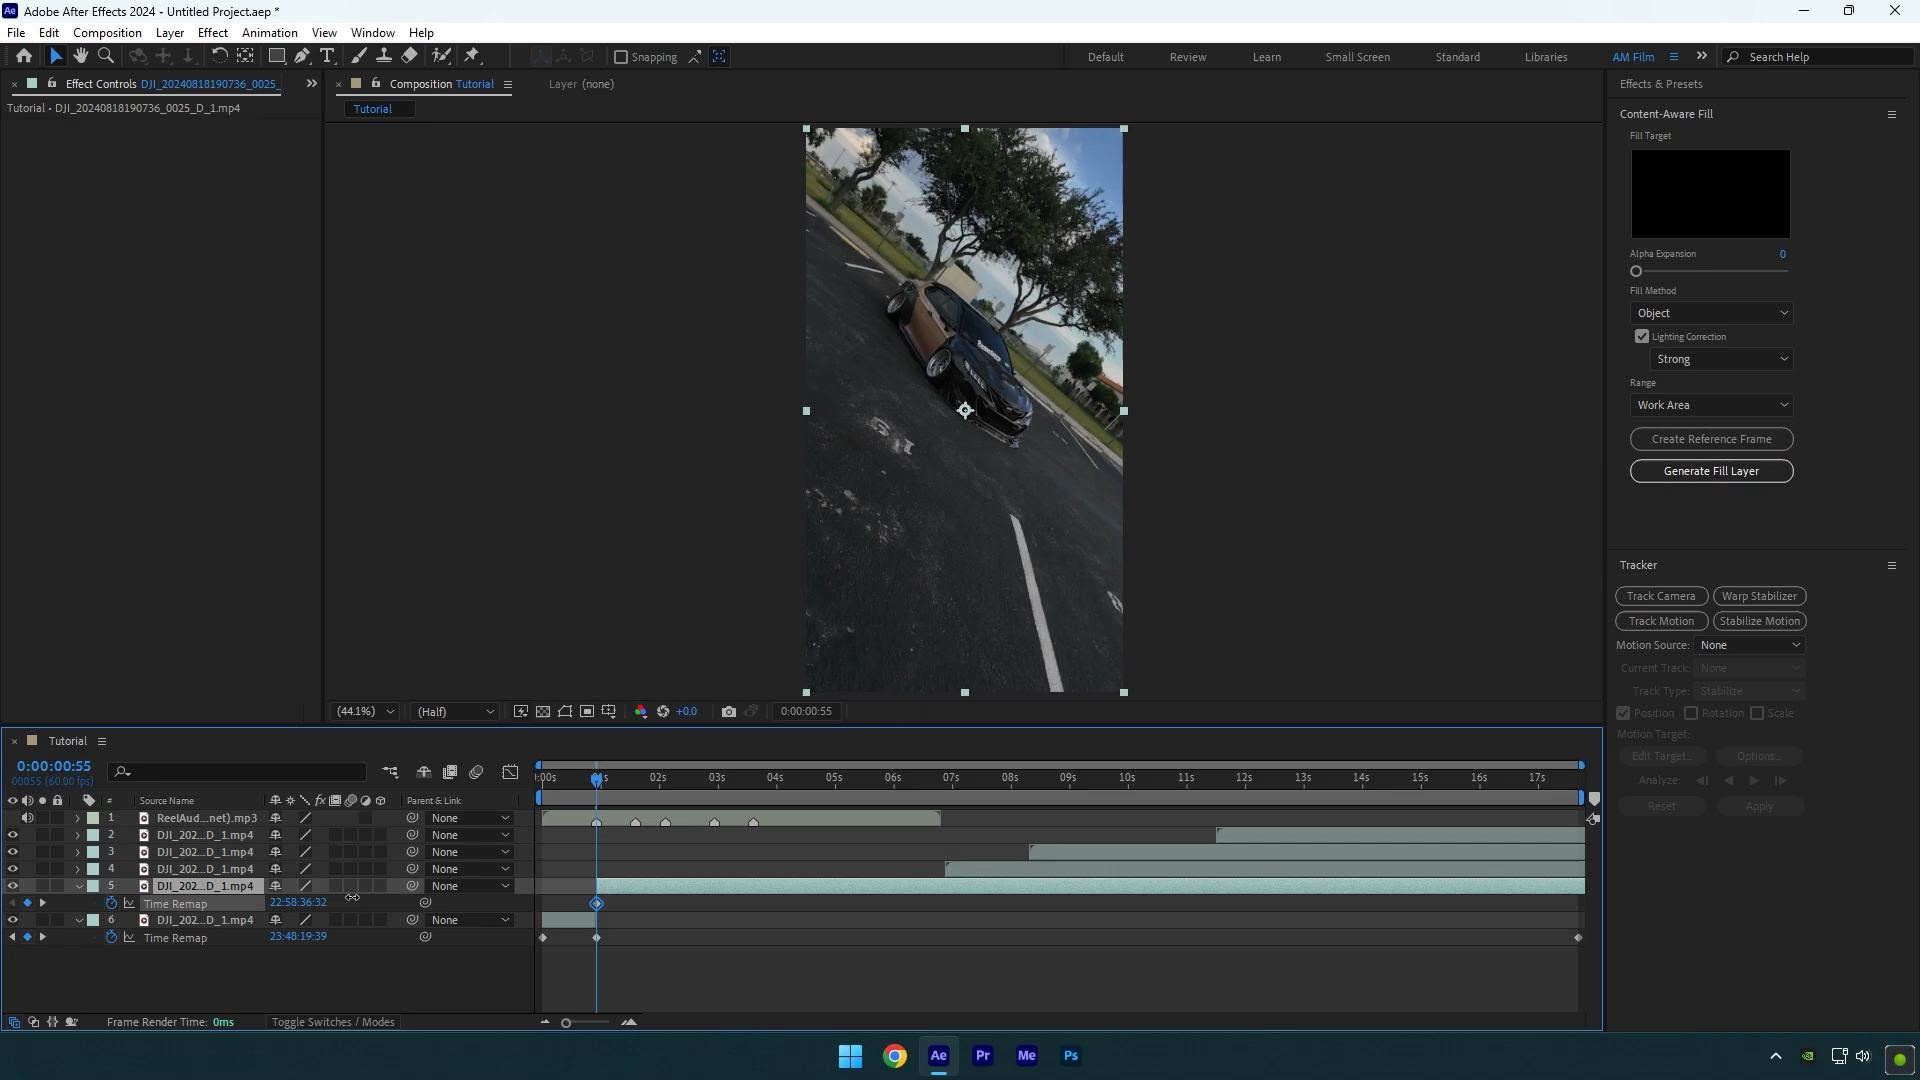 Adobe After Effects 2024 - Untitled Project.aep *
File Edit Composition Layer Effect Animation View Window Help
Snapping
Default Review Learn Small Screen Standard Libraries AM Film Search Help
Effect Controls DJI_20240818190736_0025_
Composition Tutorial
Layer (none)
Effects & Presets
Tutorial • DJI_20240818190736_0025_D_1.mp4
Tutorial
Content-Aware Fill
Fill Target
Alpha Expansion 0
Fill Method
Object
Lighting Correction
Strong
Range
Work Area
Create Reference Frame
Generate Fill Layer
Tracker
Track Camera Warp Stabilizer
Track Motion Stabilize Motion
Motion Source: None
Current Track: None
Track Type: Stabilize
Position Rotation Scale
Motion Target:
Edit Target... Options...
Analyze:
Reset Apply
(44.1%) (Half) +0.0 0:00:00:55
Tutorial
0:00:00:55
00055 (60.00 fps)
:00s 02s 03s 04s 05s 06s 07s 08s 09s 10s 11s 12s 13s 14s 15s 16s 17s
# Source Name fx Parent & Link
1 ReelAud...net).mp3 None
2 DJI_202...D_1.mp4 None
3 DJI_202...D_1.mp4 None
4 DJI_202...D_1.mp4 None
5 DJI_202...D_1.mp4 None
Time Remap 22:58:36:32
6 DJI_202...D_1.mp4 None
Time Remap 23:48:19:39
Frame Render Time: 0ms Toggle Switches / Modes
Ae Pr Me Ps